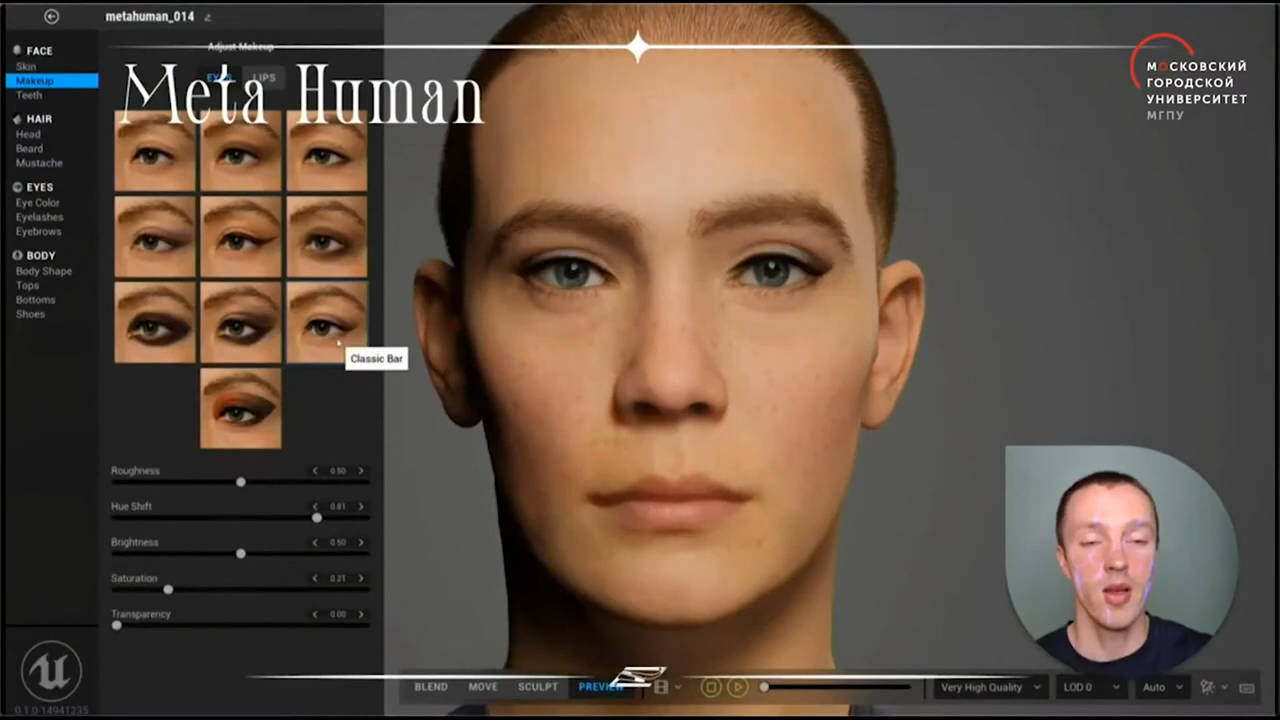 metahuman_014
Adjust Makeup
EYES LIPS
Meta Human
FACE
Skin
Makeup
Teeth
HAIR
Head
Beard
Mustache
EYES
Eye Color
Eyelashes
Eyebrows
BODY
Body Shape
Tops
Bottoms
Shoes
Classic Bar
Roughness 0.50
Hue Shift 0.81
Brightness 0.50
Saturation 0.21
Transparency 0.00
0.1.0-14941235
BLEND MOVE SCULPT PREVIEW
Very High Quality LOD 0 Auto
МОСКОВСКИЙ
ГОРОДСКОЙ
УНИВЕРСИТЕТ
МГПУ